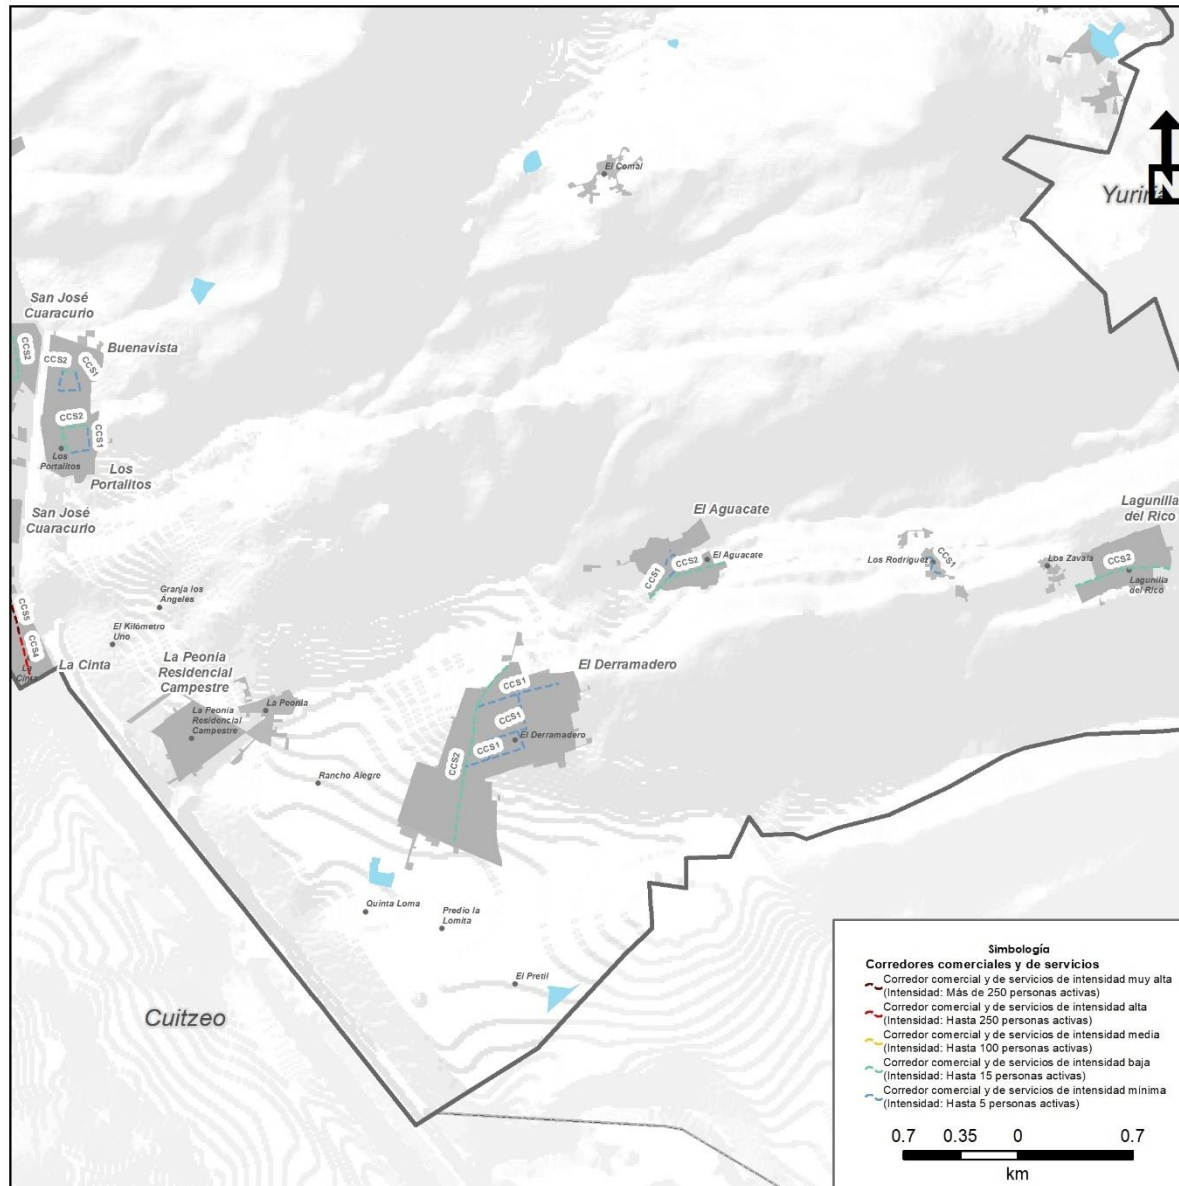 El Comal
Yuriria
N
San José
Cuaracurio
Buenavista
CCS2
CCS2
CCS1
CCS2
CCS1
Los
Portalitos
Los
Portalitos
San José
Cuaracurio
El Aguacate
El Aguacate
CCS2
CCS1
Los Rodríguez
CCS1
Los Zavala
Lagunilla
del Rico
CCS2
Lagunilla
del Rico
Granja los
Ángeles
El Kilómetro
Uno
CCS5
CCS4
La
Cinta
La Cinta
La Peonia
Residencial
Campestre
La Peonia
La Peonia
Residencial
Campestre
El Derramadero
CCS1
CCS1
El Derramadero
CCS1
CCS2
Rancho Alegre
Quinta Loma
Predio la
Lomita
El Pretil
Cuitzeo
Simbología
Corredores comerciales y de servicios
Corredor comercial y de servicios de intensidad muy alta
(Intensidad: Más de 250 personas activas)
Corredor comercial y de servicios de intensidad alta
(Intensidad: Hasta 250 personas activas)
Corredor comercial y de servicios de intensidad media
(Intensidad: Hasta 100 personas activas)
Corredor comercial y de servicios de intensidad baja
(Intensidad: Hasta 15 personas activas)
Corredor comercial y de servicios de intensidad mínima
(Intensidad: Hasta 5 personas activas)
0.7 0.35 0 0.7
km